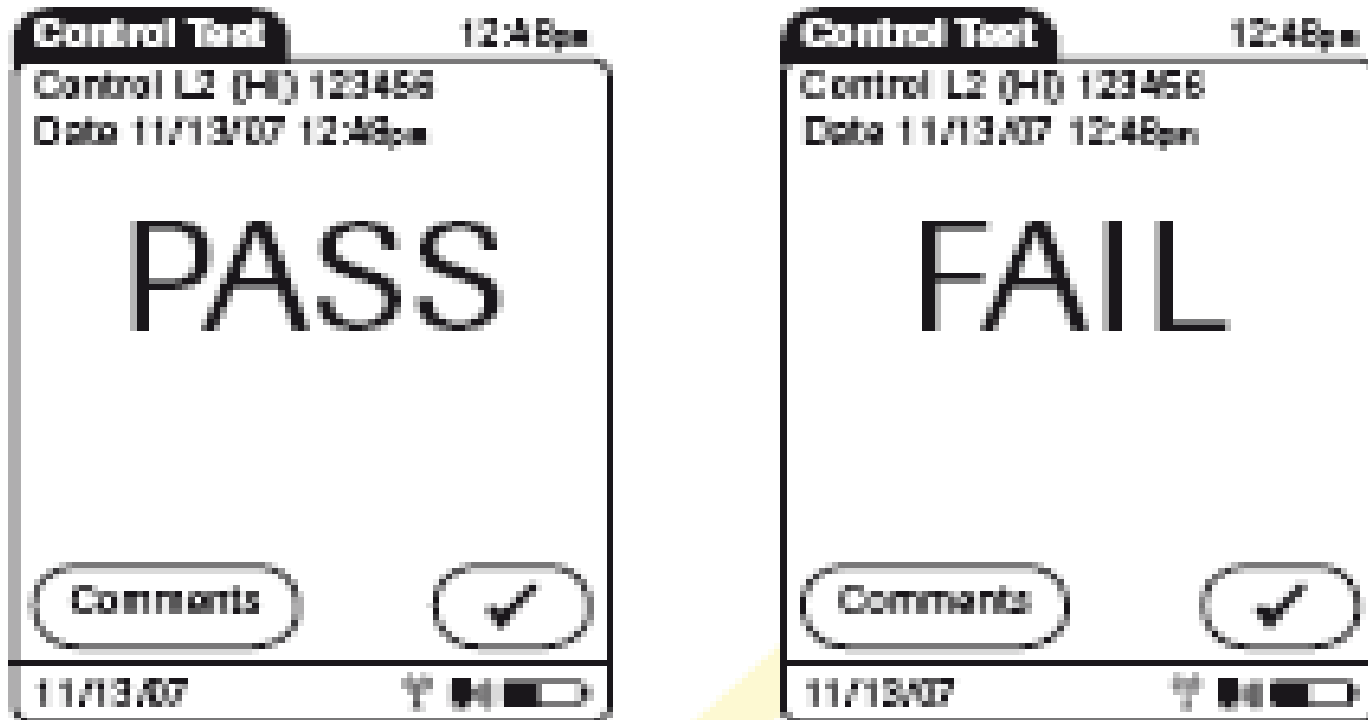 Control Test 12:48pm
Control L2 (HI) 123456
Date 11/13/07 12:48pm
PASS
Comments
11/13/07
Control Test 12:48pm
Control L2 (HI) 123456
Date 11/13/07 12:48pm
FAIL
Comments
11/13/07